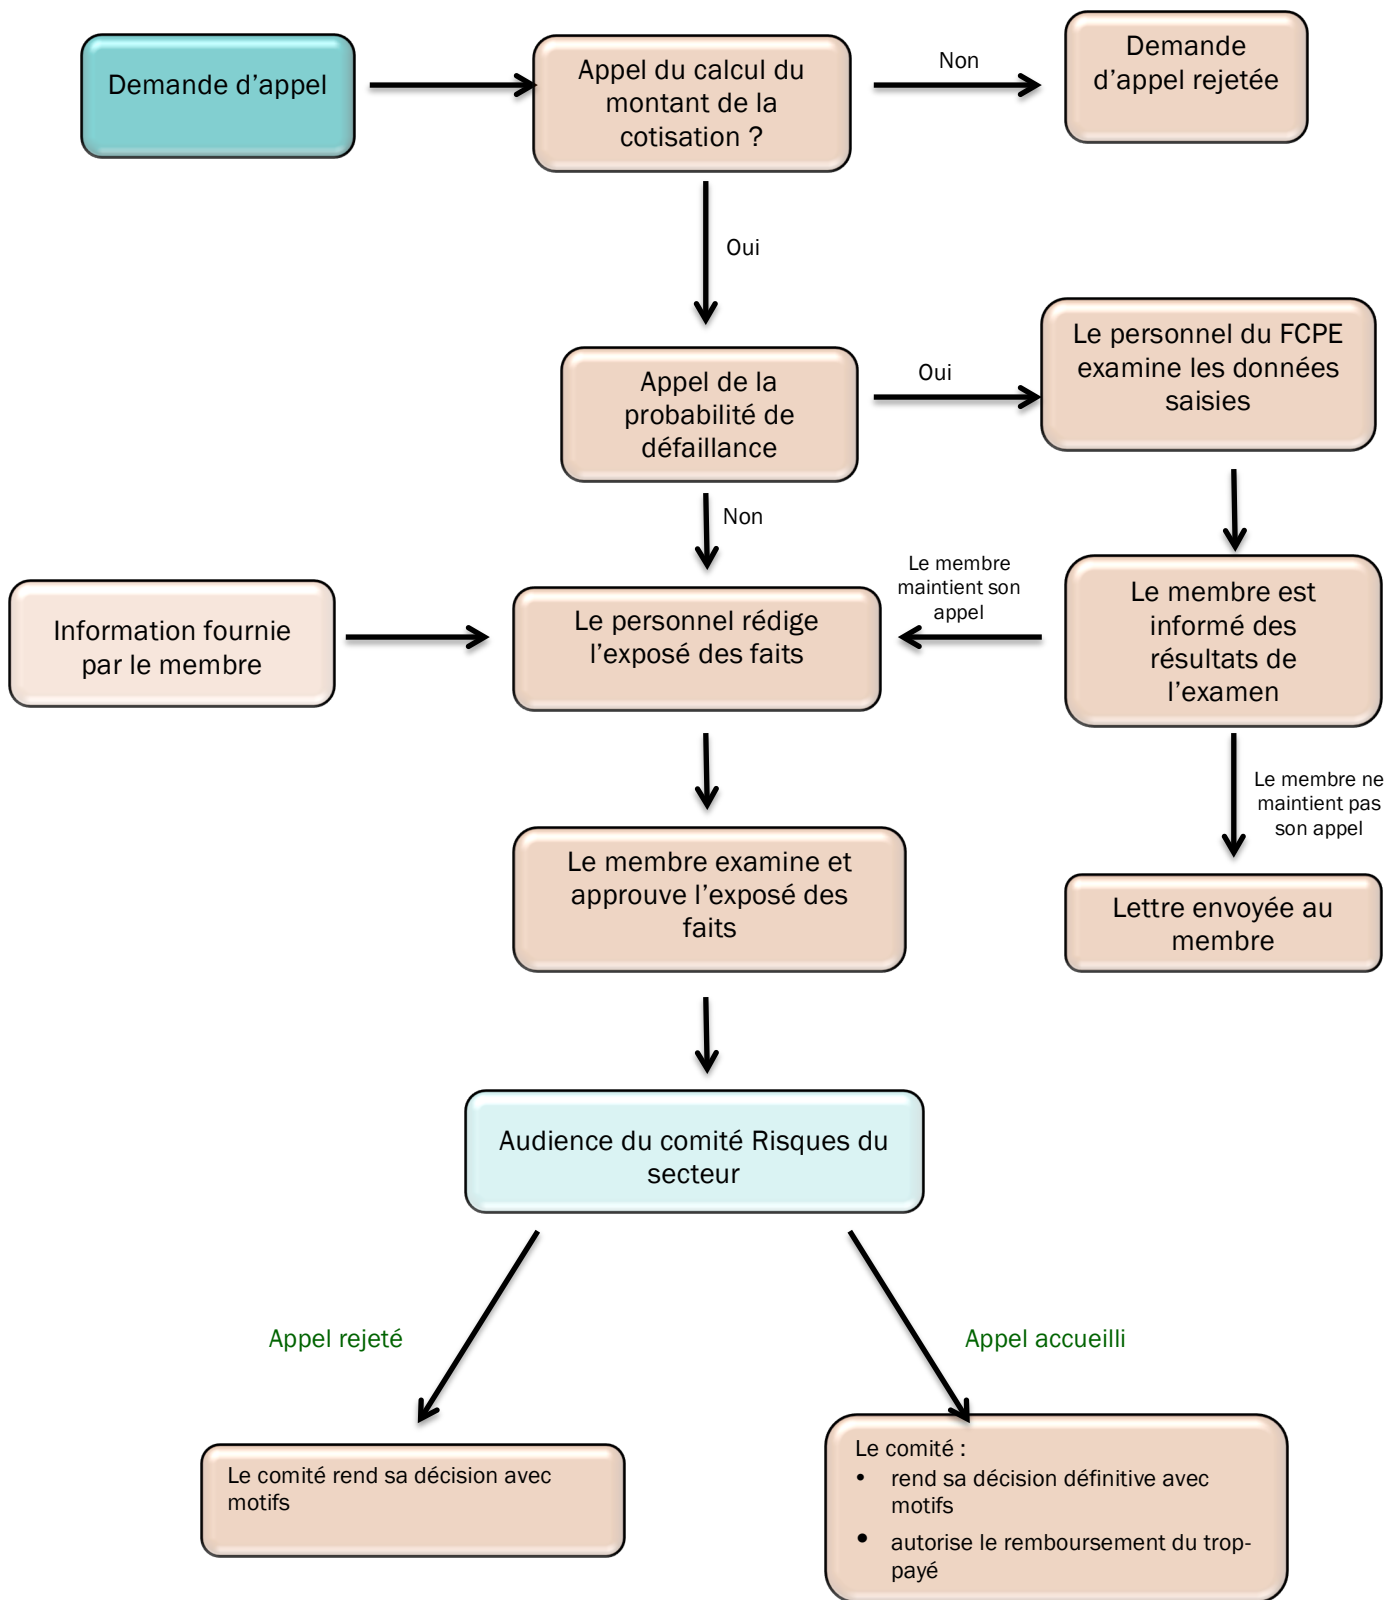 Demande d’appel
Appel du calcul du
montant de la
cotisation ?
Non
Demande
d’appel rejetée
Oui
Appel de la
probabilité de
défaillance
Oui
Le personnel du FCPE
examine les données
saisies
Non
Information fournie
par le membre
Le personnel rédige
l’exposé des faits
Le membre
maintient son
appel
Le membre est
informé des
résultats de
l’examen
Le membre ne
maintient pas
son appel
Le membre examine et
approuve l’exposé des
faits
Lettre envoyée au
membre
Audience du comité Risques du
secteur
Appel rejeté
Appel accueilli
Le comité rend sa décision avec
motifs
Le comité :
• rend sa décision définitive avec
motifs
• autorise le remboursement du trop-
payé